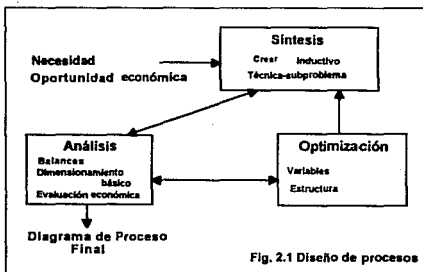 Síntesis
Necesidad
Oportunidad económica
Crear Inductivo
Técnica-subproblema
Análisis
Balances
Dimensionamiento
básico
Evaluación económica
Optimización
Variables
Estructura
Diagrama de Proceso
Final
Fig. 2.1 Diseño de procesos